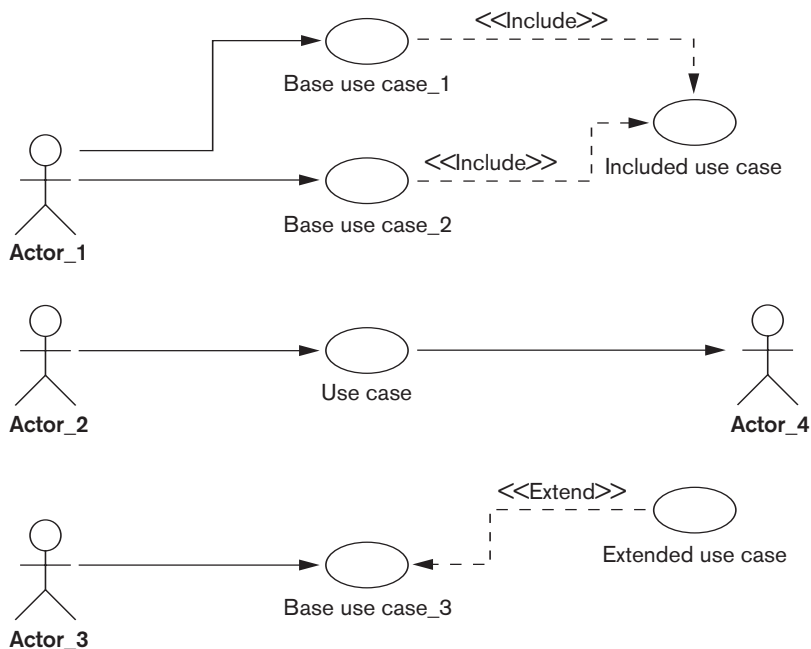 <<Include>>
Base use case_1
<<Include>>
Included use case
Base use case_2
Actor_1
Use case
Actor_2
Actor_4
<<Extend>>
Extended use case
Base use case_3
Actor_3